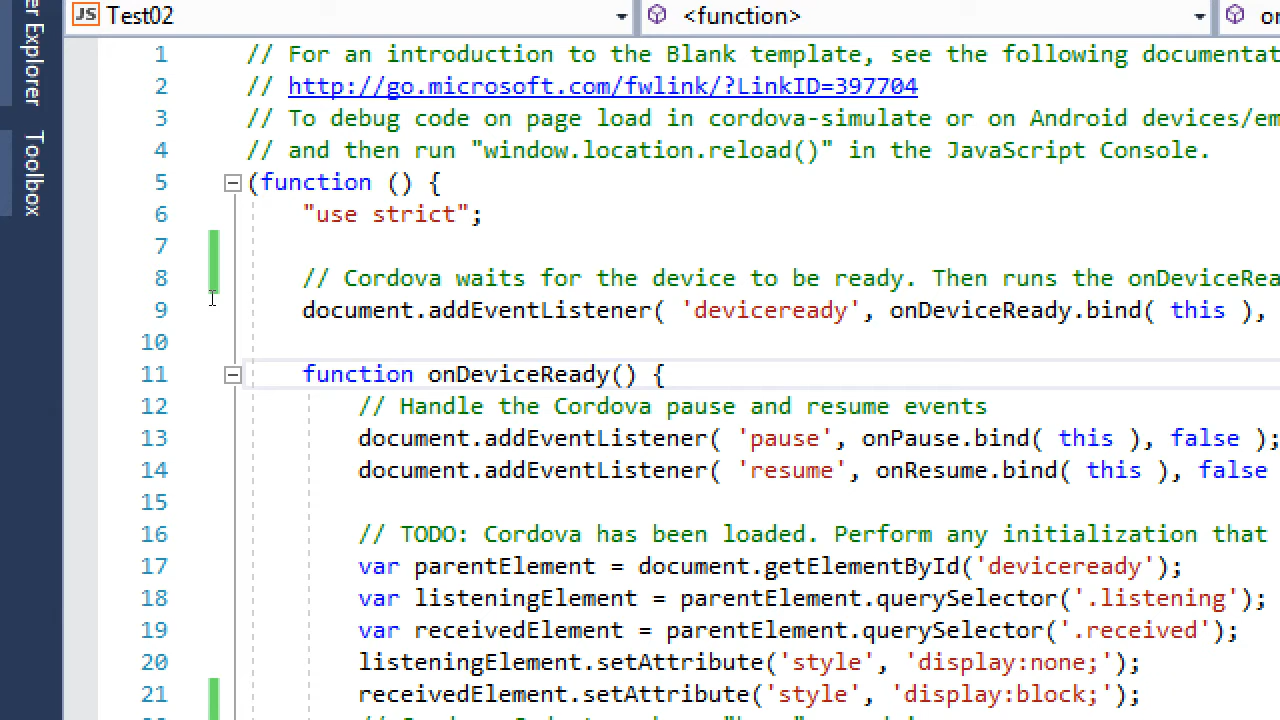 er Explorer
Toolbox
JS Test02
<function>
1 // For an introduction to the Blank template, see the following documentat
2 // http://go.microsoft.com/fwlink/?LinkID=397704
3 // To debug code on page load in cordova-simulate or on Android devices/em
4 // and then run "window.location.reload()" in the JavaScript Console.
5 (function () {
6 "use strict";
7
8 // Cordova waits for the device to be ready. Then runs the onDeviceRea
9 document.addEventListener( 'deviceready', onDeviceReady.bind( this ),
10
11 function onDeviceReady() {
12 // Handle the Cordova pause and resume events
13 document.addEventListener( 'pause', onPause.bind( this ), false );
14 document.addEventListener( 'resume', onResume.bind( this ), false
15
16 // TODO: Cordova has been loaded. Perform any initialization that
17 var parentElement = document.getElementById('deviceready');
18 var listeningElement = parentElement.querySelector('.listening');
19 var receivedElement = parentElement.querySelector('.received');
20 listeningElement.setAttribute('style', 'display:none;');
21 receivedElement.setAttribute('style', 'display:block;');